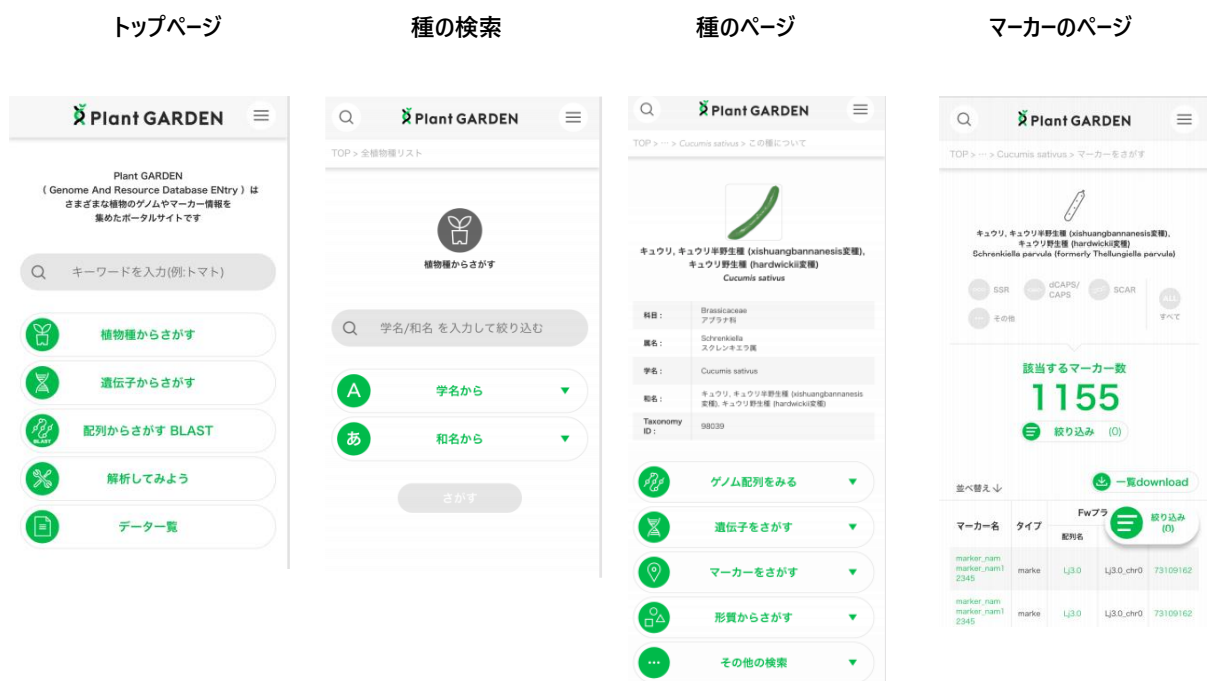 トップページ
種の検索
種のページ
マーカーのページ
Plant GARDEN
Plant GARDEN
( Genome And Resource Database ENtry ) は
さまざまな植物のゲノムやマーカー情報を
集めたポータルサイトです
キーワードを入力(例:トマト)
植物種からさがす
遺伝子からさがす
配列からさがす BLAST
解析してみよう
データ一覧
Plant GARDEN
TOP > 全植物種リスト
植物種からさがす
学名/和名 を入力して絞り込む
A 学名から ▼
あ 和名から ▼
さがす
Plant GARDEN
TOP > ··· > Cucumis sativus > この種について
キュウリ, キュウリ半野生種 (xishuangbannanesis変種),
キュウリ野生種 (hardwickii変種)
Cucumis sativus
科目 : Brassicaceae
アブラナ科
属名 : Schrenkiella
スクレンキエラ属
学名 : Cucumis sativus
和名 : キュウリ, キュウリ半野生種 (xishuangbannanesis
変種), キュウリ野生種 (hardwickii変種)
Taxonomy
ID : 98039
ゲノム配列をみる ▼
遺伝子をさがす ▼
マーカーをさがす ▼
形質からさがす ▼
その他の検索 ▼
Plant GARDEN
TOP > ··· > Cucumis sativus > マーカーをさがす
キュウリ, キュウリ半野生種 (xishuangbannanesis変種),
キュウリ野生種 (hardwickii変種)
Schrenkiella parvula (formerly Thellungiella parvula)
SSR
dCAPS/
CAPS
SCAR
その他
ALL
すべて
該当するマーカー数
1155
絞り込み (0)
並べ替え↓
一覧download
マーカー名 タイプ Fwプラ
配列名
絞り込み
(0)
marker_nam
marker_nam1
2345
marke Lj3.0 Lj3.0_chr0 73109162
marker_nam
marker_nam1
2345
marke Lj3.0 Lj3.0_chr0 73109162